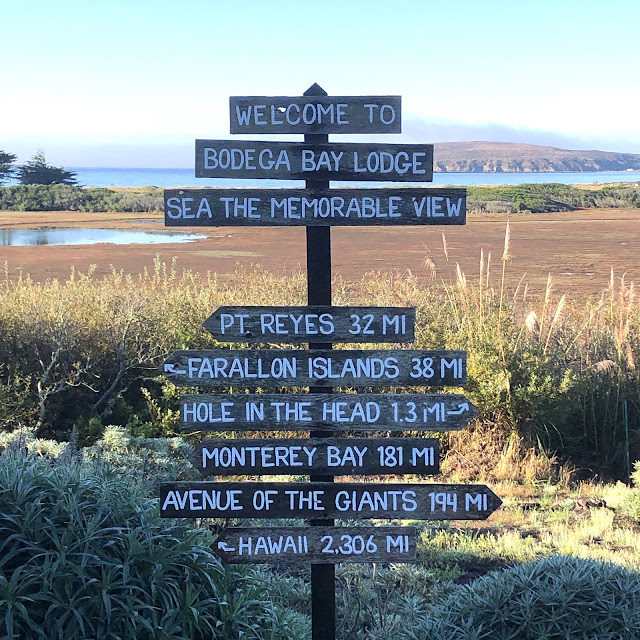 WELCOME TO
BODEGA BAY LODGE
SEA THE MEMORABLE VIEW
PT. REYES 32 MI
FARALLON ISLANDS 38 MI
HOLE IN THE HEAD 1.3 MI
MONTEREY BAY 181 MI
AVENUE OF THE GIANTS 194 MI
HAWAII 2,306 MI